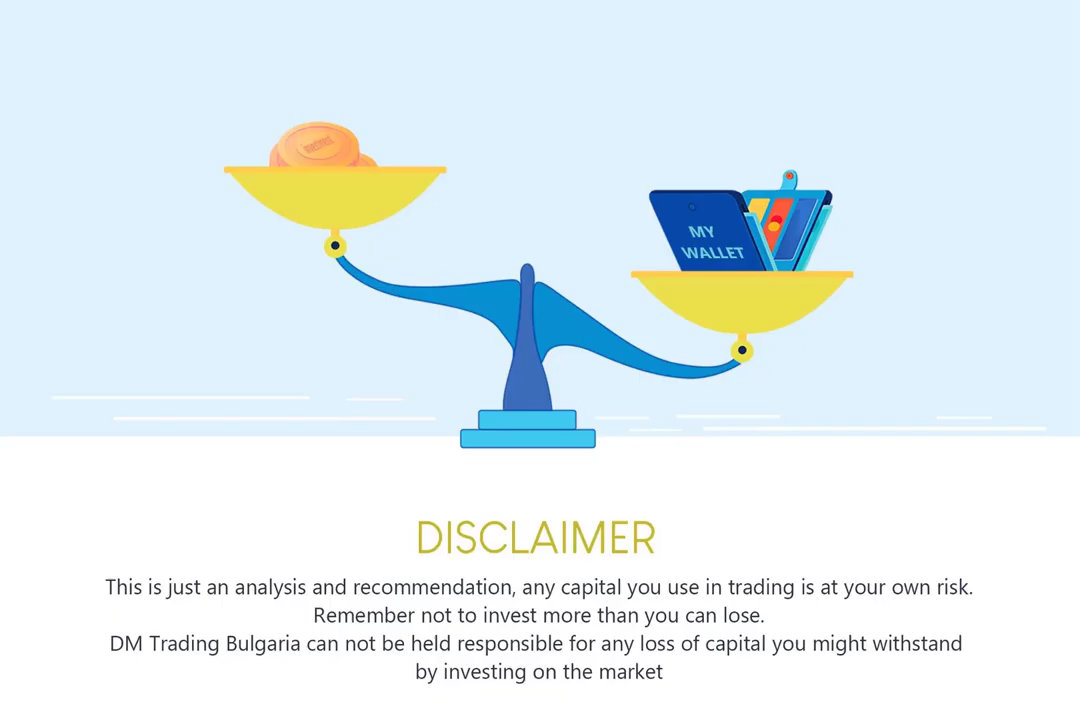 MY
WALLET
DISCLAIMER
This is just an analysis and recommendation, any capital you use in trading is at your own risk.
Remember not to invest more than you can lose.
DM Trading Bulgaria can not be held responsible for any loss of capital you might withstand
by investing on the market